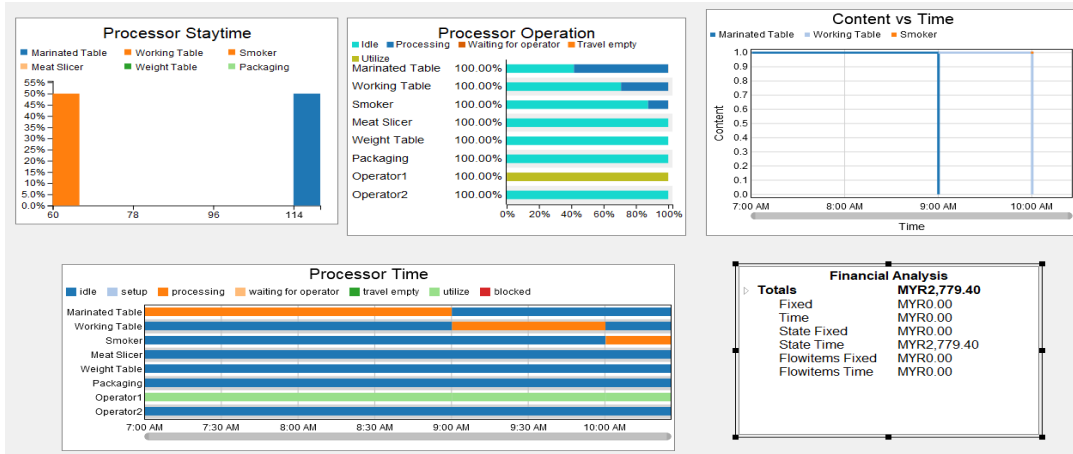 Processor Staytime
Marinated Table Working Table Smoker
Meat Slicer Weight Table Packaging
55%
50%
45%
40%
35%
30%
25%
20%
15%
10%
5%
0.0%
60 78 96 114
Processor Operation
Idle Processing Waiting for operator Travel empty
Utilize
Marinated Table 100.00%
Working Table 100.00%
Smoker 100.00%
Meat Slicer 100.00%
Weight Table 100.00%
Packaging 100.00%
Operator1 100.00%
Operator2 100.00%
0% 20% 40% 60% 80% 100%
Content vs Time
Marinated Table Working Table Smoker
1.0
0.9
0.8
0.7
0.6
0.5
0.4
0.3
0.2
0.1
0.0
Content
7:00 AM 8:00 AM 9:00 AM 10:00 AM
Time
Processor Time
idle setup processing waiting for operator travel empty utilize blocked
Marinated Table
Working Table
Smoker
Meat Slicer
Weight Table
Packaging
Operator1
Operator2
7:00 AM 7:30 AM 8:00 AM 8:30 AM 9:00 AM 9:30 AM 10:00 AM
Financial Analysis
Totals MYR2,779.40
Fixed MYR0.00
Time MYR0.00
State Fixed MYR0.00
State Time MYR2,779.40
Flowitems Fixed MYR0.00
Flowitems Time MYR0.00